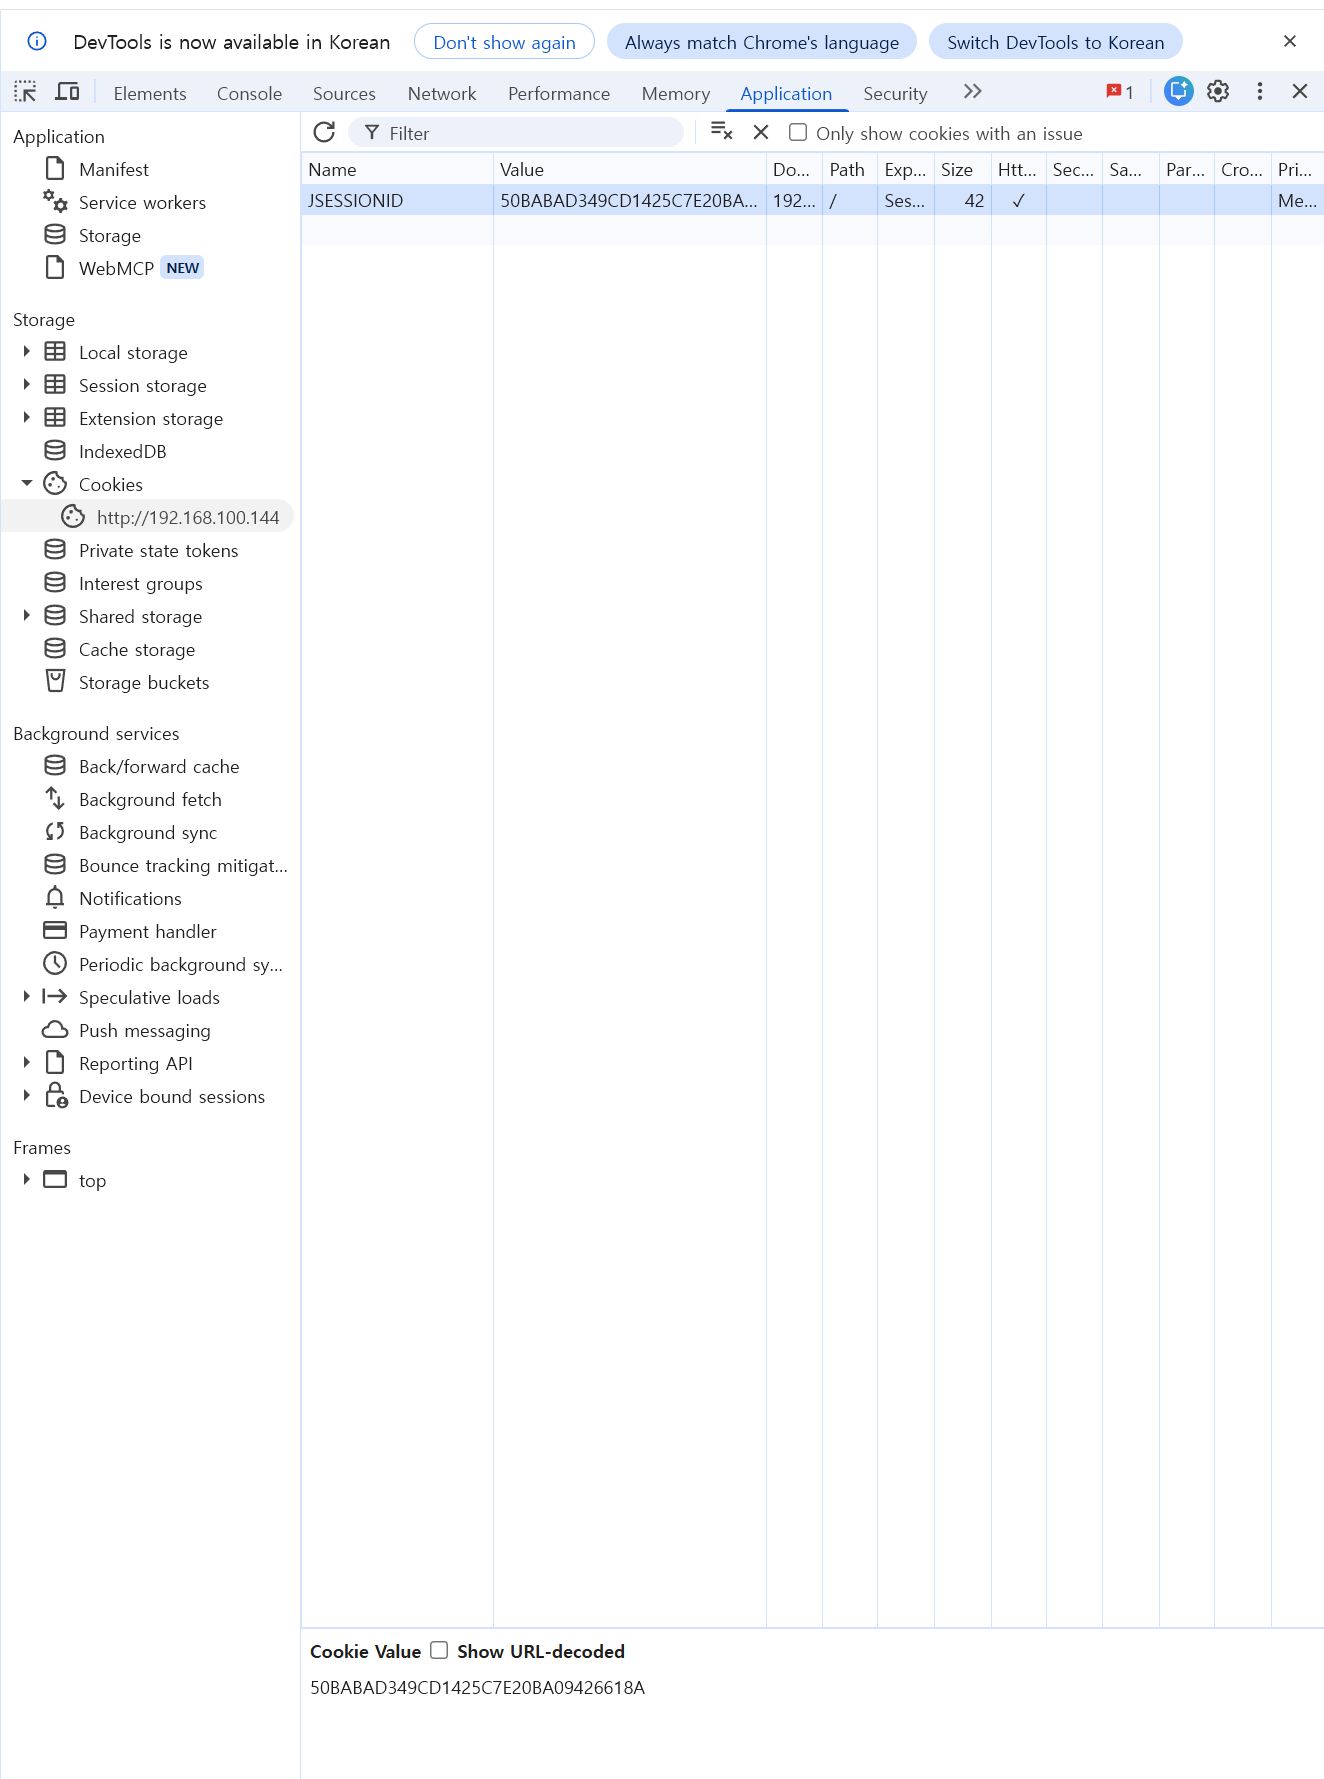 DevTools is now available in Korean Don't show again Always match Chrome's language Switch DevTools to Korean
Elements Console Sources Network Performance Memory Application Security 1
Application
Manifest
Service workers
Storage
WebMCP NEW
Storage
Local storage
Session storage
Extension storage
IndexedDB
Cookies
http://192.168.100.144
Private state tokens
Interest groups
Shared storage
Cache storage
Storage buckets
Background services
Back/forward cache
Background fetch
Background sync
Bounce tracking mitigat...
Notifications
Payment handler
Periodic background sy...
Speculative loads
Push messaging
Reporting API
Device bound sessions
Frames
top
Filter Only show cookies with an issue
Name Value Do... Path Exp... Size Htt... Sec... Sa... Par... Cro... Pri...
JSESSIONID 50BABAD349CD1425C7E20BA... 192... / Ses... 42 ✓ Me...
Cookie Value Show URL-decoded
50BABAD349CD1425C7E20BA09426618A